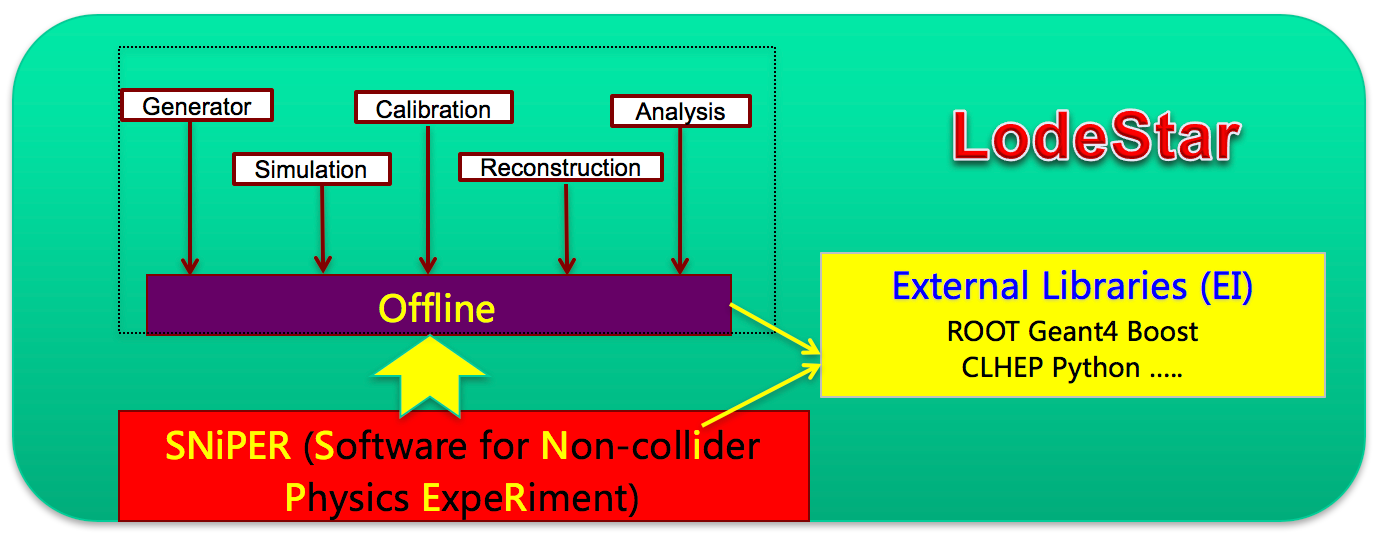 Generator
Calibration
Analysis
LodeStar
Simulation
Reconstruction
Offline
External Libraries (EI)
ROOT Geant4 Boost
CLHEP Python .....
SNiPER (Software for Non-collider
Physics ExpeRiment)